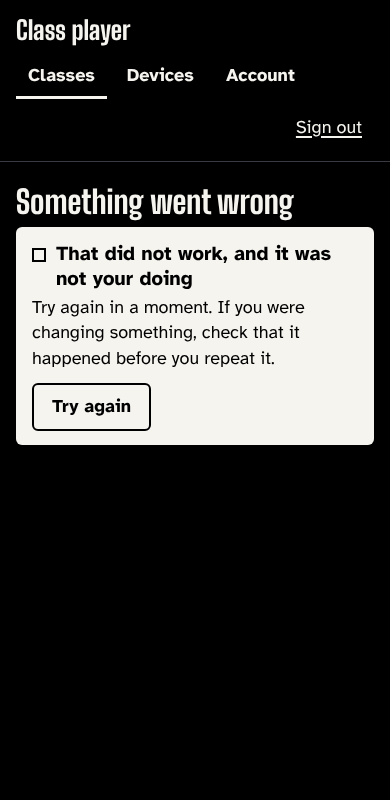 Class player
Classes Devices Account
Sign out
Something went wrong
That did not work, and it was
not your doing
Try again in a moment. If you were
changing something, check that it
happened before you repeat it.
Try again